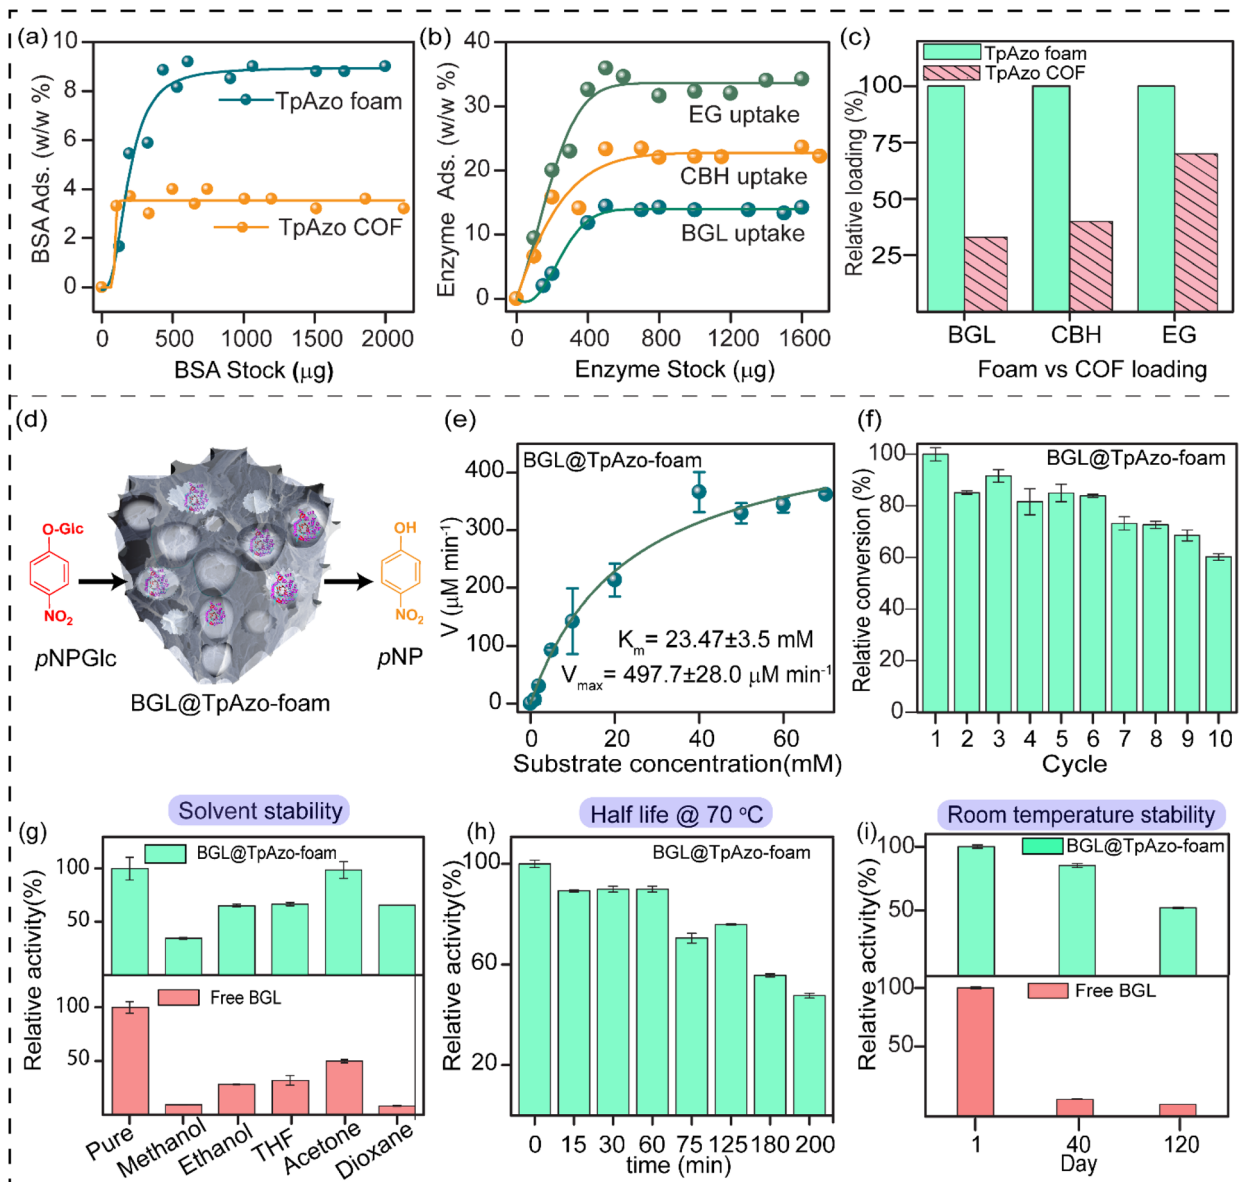 (a)
10
8
6
4
2
0
BSA Ads. (w/w %)
TpAzo foam
TpAzo COF
0
500
1000
1500
2000
BSA Stock (μg)
(b)
40
30
20
10
0
Enzyme Ads. (w/w %)
EG uptake
CBH uptake
BGL uptake
0
400
800
1200
1600
Enzyme Stock (μg)
(c)
TpAzo foam
TpAzo COF
100
75
50
25
Relative loading (%)
BGL
CBH
EG
Foam vs COF loading
(d)
O-Glc
NO2
pNPGlc
BGL@TpAzo-foam
OH
NO2
pNP
(e)
BGL@TpAzo-foam
400
300
200
100
0
V (μM min-1)
Km= 23.47±3.5 mM
Vmax= 497.7±28.0 μM min-1
0
20
40
60
Substrate concentration(mM)
(f)
BGL@TpAzo-foam
100
80
60
40
20
0
Relative conversion (%)
1
2
3
4
5
6
7
8
9
10
Cycle
Solvent stability
(g)
BGL@TpAzo-foam
100
50
Free BGL
100
50
Relative activity(%)
Pure
Methanol
Ethanol
THF
Acetone
Dioxane
Half life @ 70 °C
(h)
BGL@TpAzo-foam
100
60
20
Relative activity(%)
0
15
30
60
75
125
180
200
time (min)
Room temperature stability
(i)
BGL@TpAzo-foam
100
50
Free BGL
100
50
Relative activity(%)
1
40
120
Day